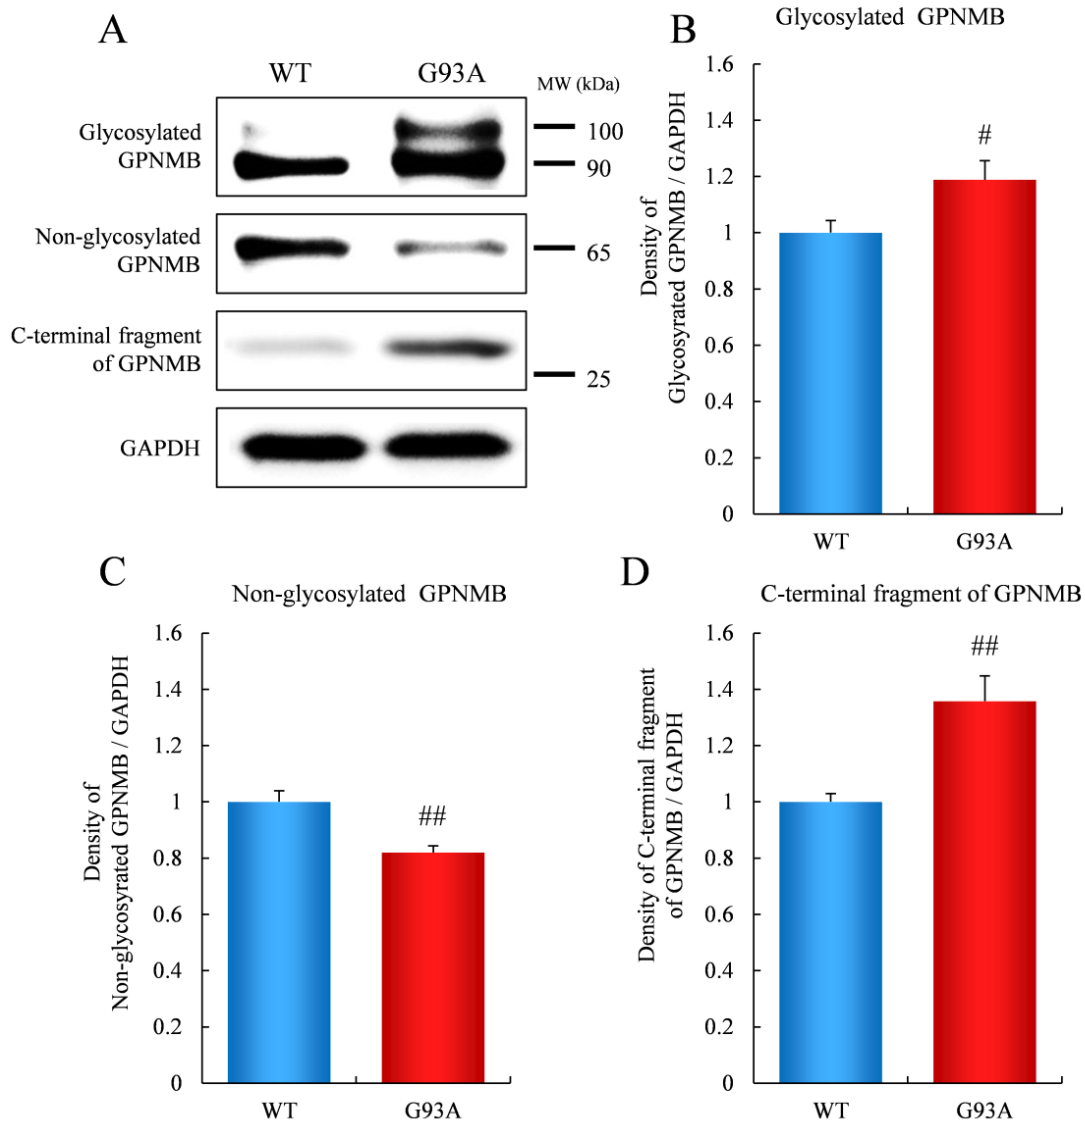 A
WT
G93A
MW (kDa)
Glycosylated
GPNMB
100
90
Non-glycosylated
GPNMB
65
C-terminal fragment
of GPNMB
25
GAPDH
B
Glycosylated GPNMB
Density of
Glycosyrated GPNMB / GAPDH
1.6
1.4
1.2
1
0.8
0.6
0.4
0.2
0
#
WT
G93A
C
Non-glycosylated GPNMB
Density of
Non-glycosyrated GPNMB / GAPDH
1.6
1.4
1.2
1
0.8
0.6
0.4
0.2
0
##
WT
G93A
D
C-terminal fragment of GPNMB
Density of C-terminal fragment
of GPNMB / GAPDH
1.6
1.4
1.2
1
0.8
0.6
0.4
0.2
0
##
WT
G93A